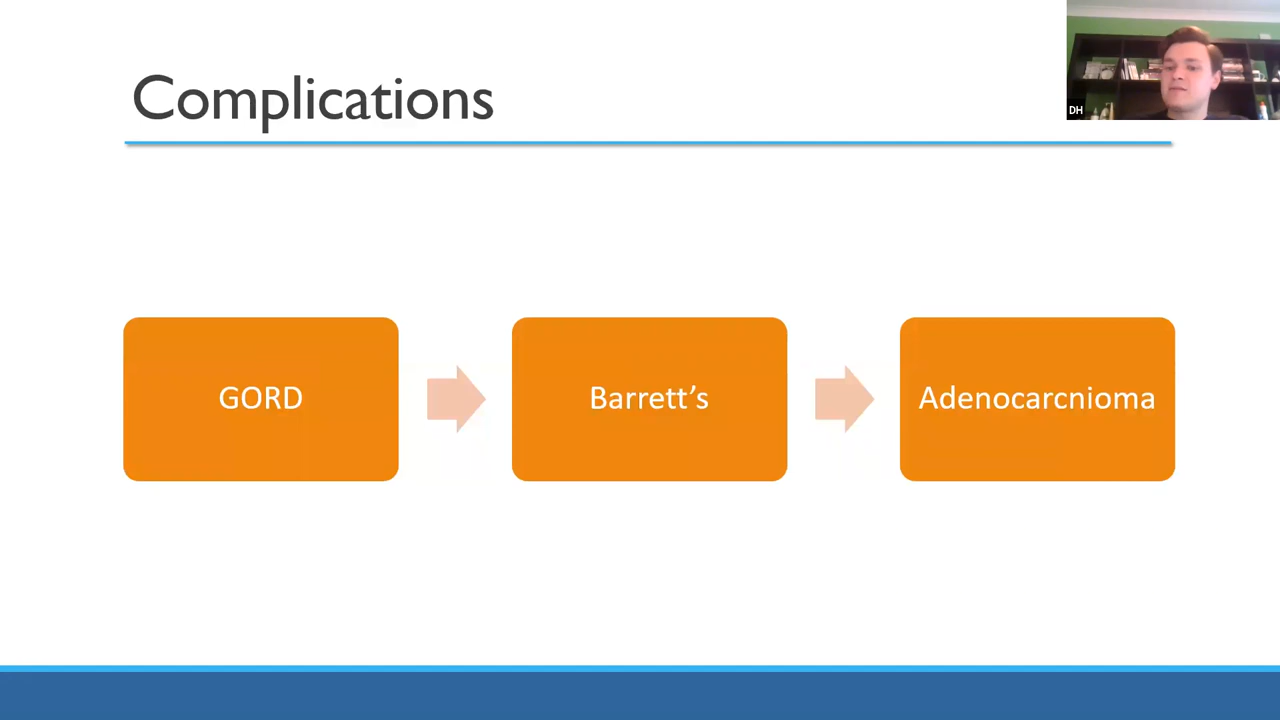 Complications
DH
GORD
Barrett’s
Adenocarcnioma